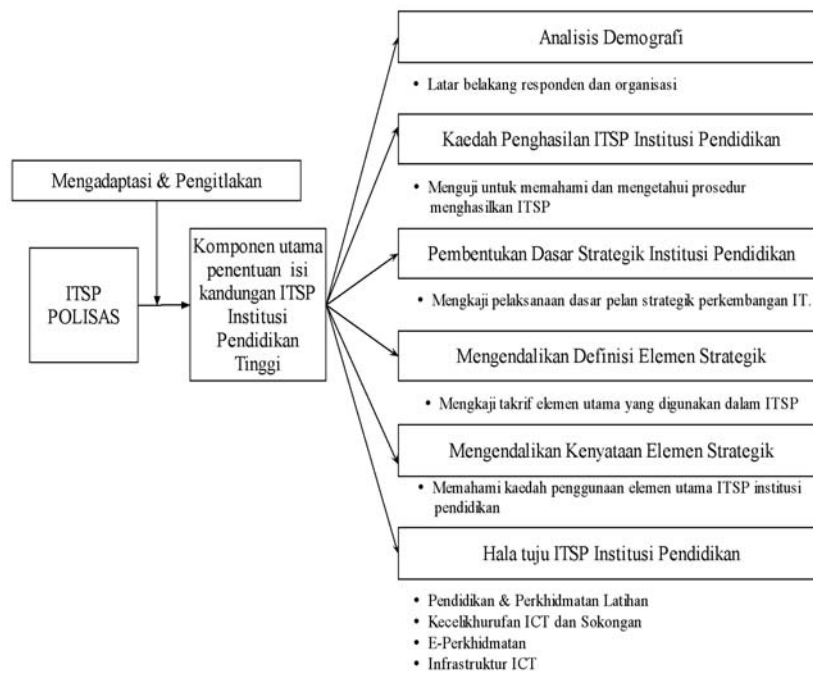 Mengadaptasi & Pengitlakan
ITSP
POLISAS
Komponen utama
penentuan isi
kandungan ITSP
Institusi
Pendidikan
Tinggi
Analisis Demografi
• Latar belakang responden dan organisasi
Kaedah Penghasilan ITSP Institusi Pendidikan
• Menguji untuk memahami dan mengetahui prosedur
menghasilkan ITSP
Pembentukan Dasar Strategik Institusi Pendidikan
• Mengkaji pelaksanaan dasar pelan strategik perkembangan IT.
Mengendalikan Definisi Elemen Strategik
• Mengkaji takrif elemen utama yang digunakan dalam ITSP
Mengendalikan Kenyataan Elemen Strategik
• Memahami kaedah penggunaan elemen utama ITSP institusi
pendidikan
Hala tuju ITSP Institusi Pendidikan
• Pendidikan & Perkhidmatan Latihan
• Kecelikhurufan ICT dan Sokongan
• E-Perkhidmatan
• Infrastruktur ICT